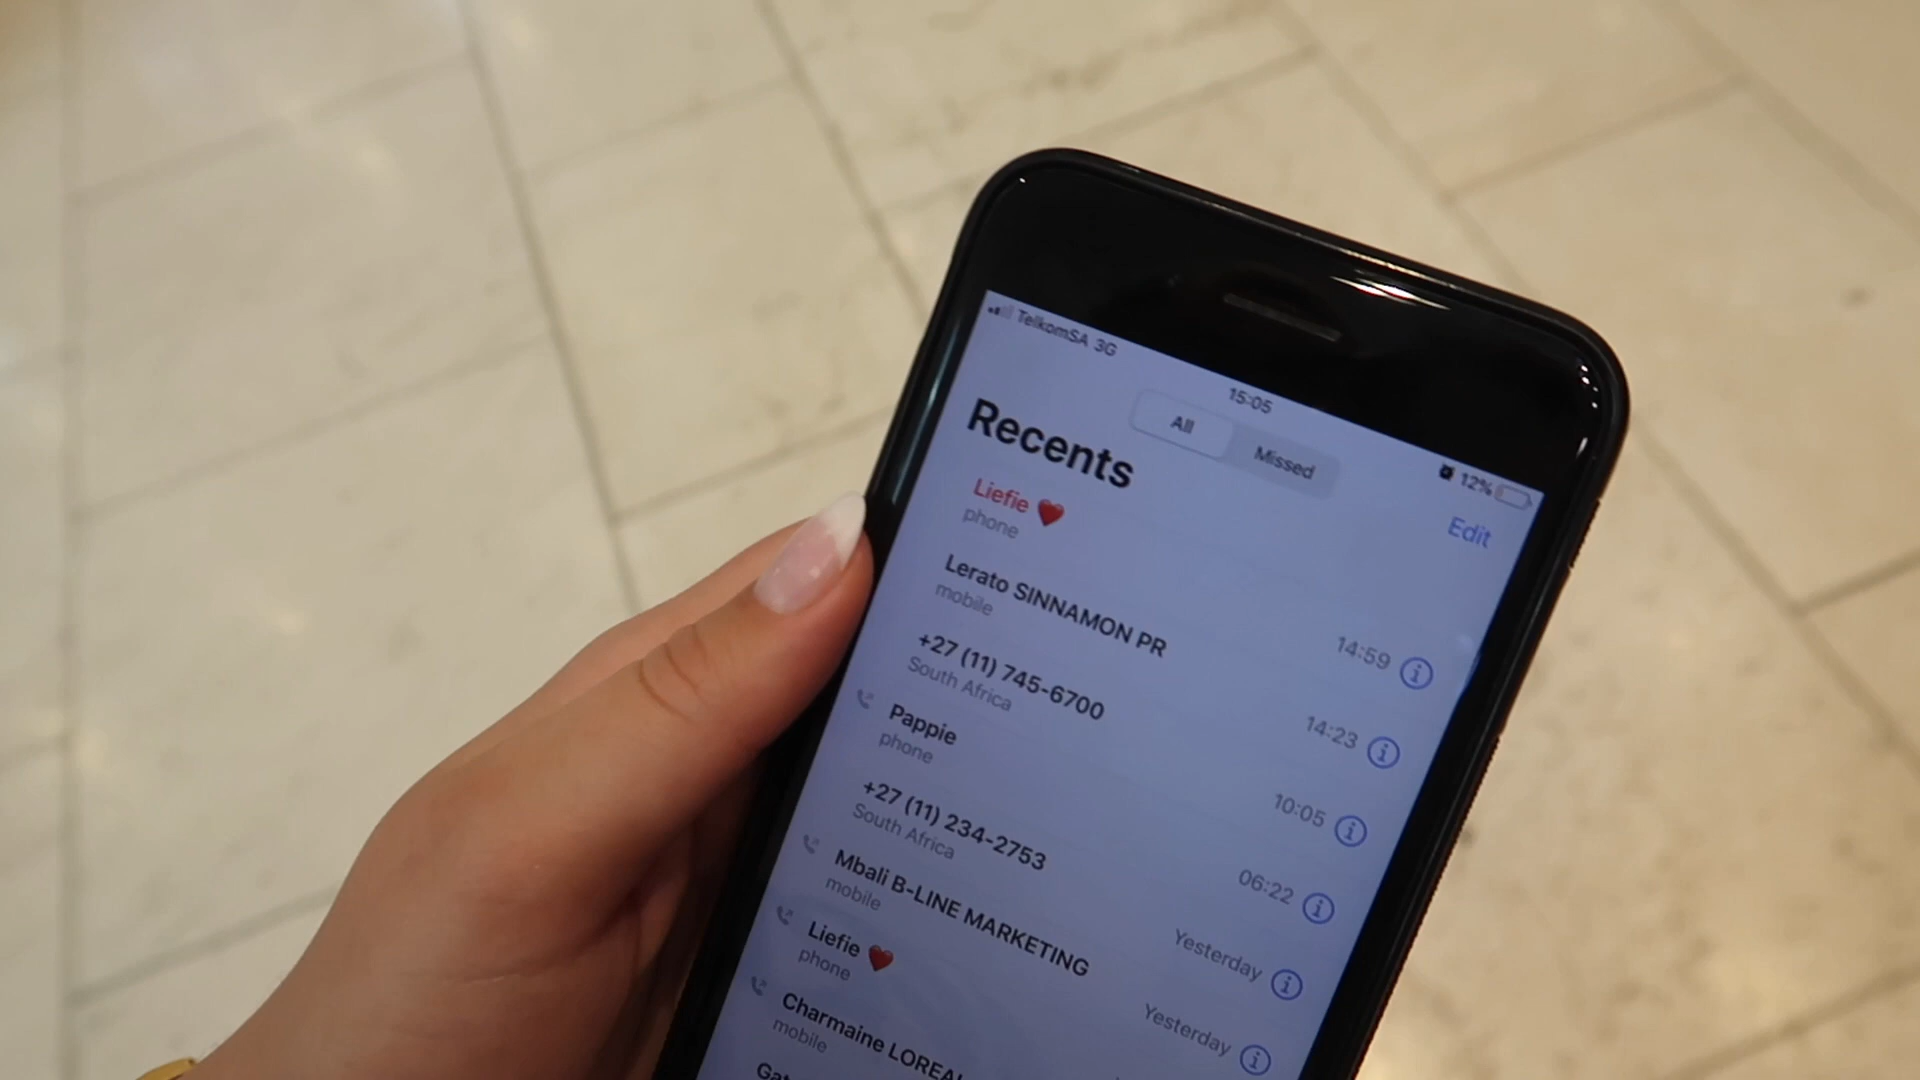 TelkomSA 3G
15:05
12%
All
Missed
Edit
Recents
Liefie ❤️
phone
14:59
Lerato SINNAMON PR
mobile
14:23
+27 (11) 745-6700
South Africa
10:05
Pappie
phone
06:22
+27 (11) 234-2753
South Africa
Yesterday
Mbali B-LINE MARKETING
mobile
Yesterday
Liefie ❤️
phone
Charmaine LOREAL
mobile